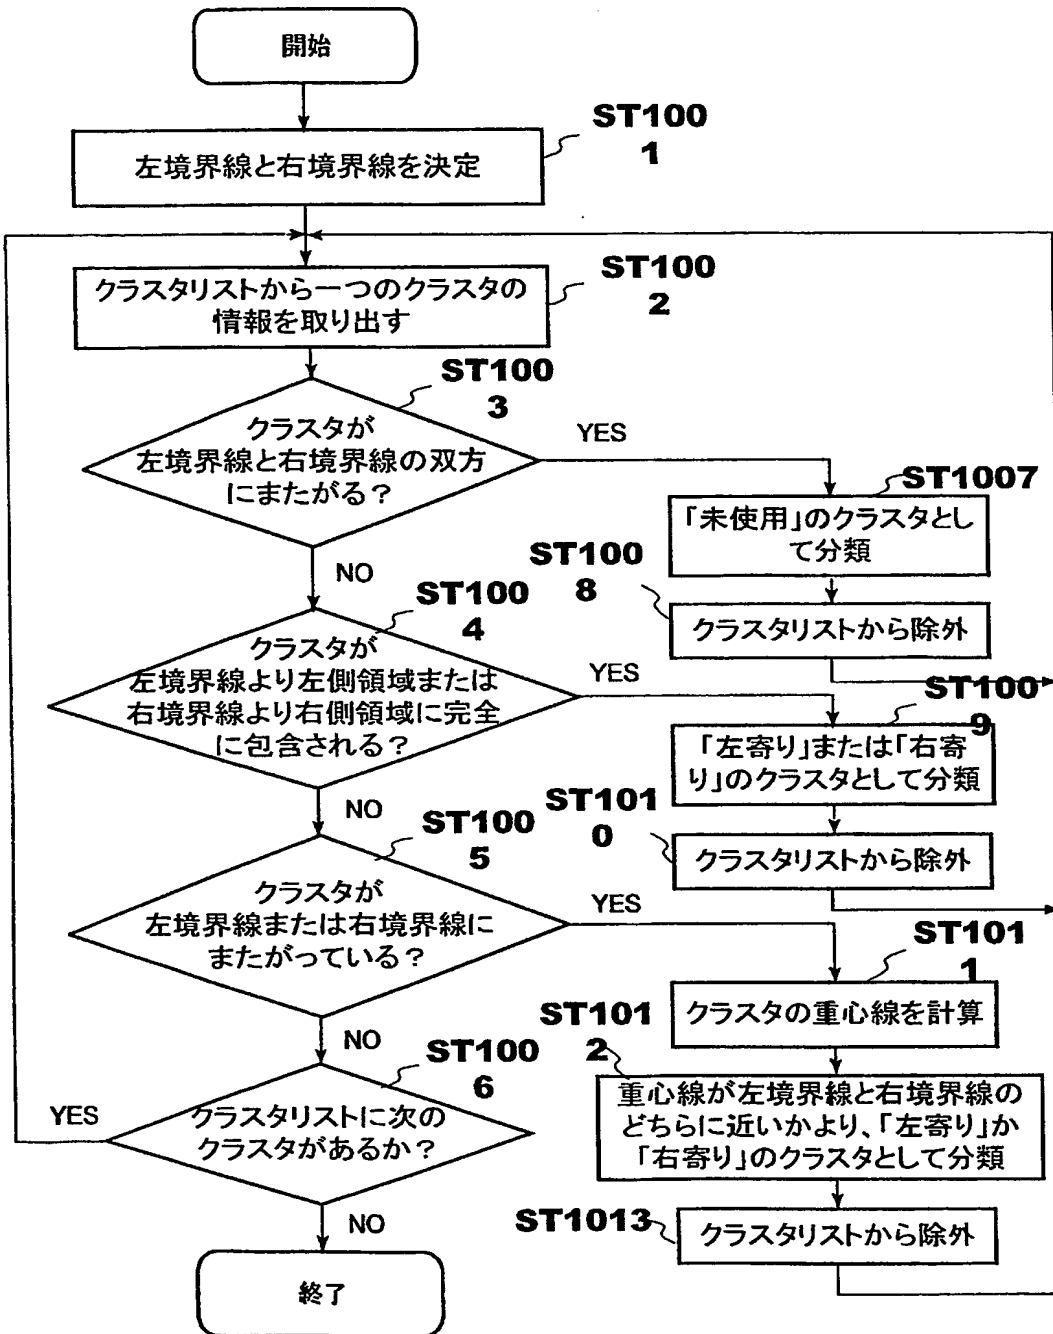 開始
ST100
1
左境界線と右境界線を決定
ST100
2
クラスタリストから一つのクラスタの
情報を取り出す
ST100
3
クラスタが
左境界線と右境界線の双方
にまたがる？
YES
NO
ST1007
「未使用」のクラスタとし
て分類
ST100
8
クラスタリストから除外
ST100
4
クラスタが
左境界線より左側領域または
右境界線より右側領域に完全
に包含される？
YES
NO
ST100
9
「左寄り」または「右寄
り」のクラスタとして分類
ST101
0
クラスタリストから除外
ST100
5
クラスタが
左境界線または右境界線に
またがっている？
YES
NO
ST101
1
クラスタの重心線を計算
ST101
2
重心線が左境界線と右境界線の
どちらに近いかより、「左寄り」か
「右寄り」のクラスタとして分類
ST1013
クラスタリストから除外
ST100
6
クラスタリストに次の
クラスタがあるか？
YES
NO
終了